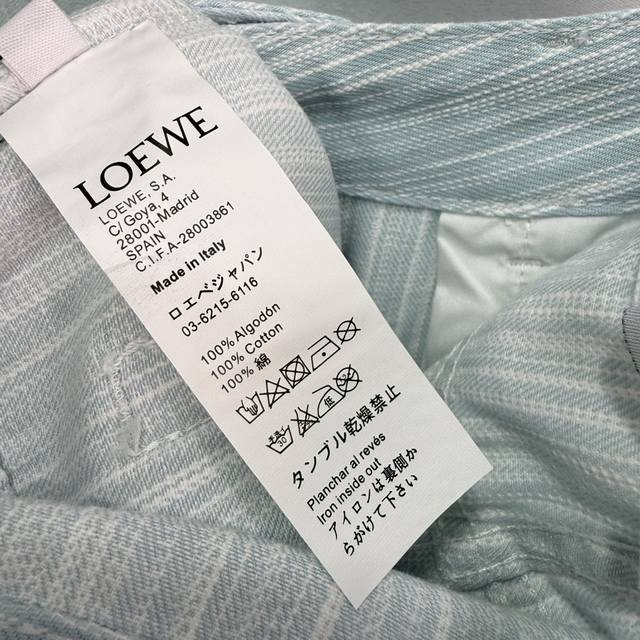 LOEWE
LOEWE, S.A.
C/Goya, 4
28001-Madrid
SPAIN
C.I.F.A-28003861
Made in Italy
ロエベジャパン
03-6215-6116
100% Algodón
100% Cotton
100% 綿
低
タンブル乾燥禁止
Planchar al revés
Iron inside out
アイロンは裏側か
らがけて下さい